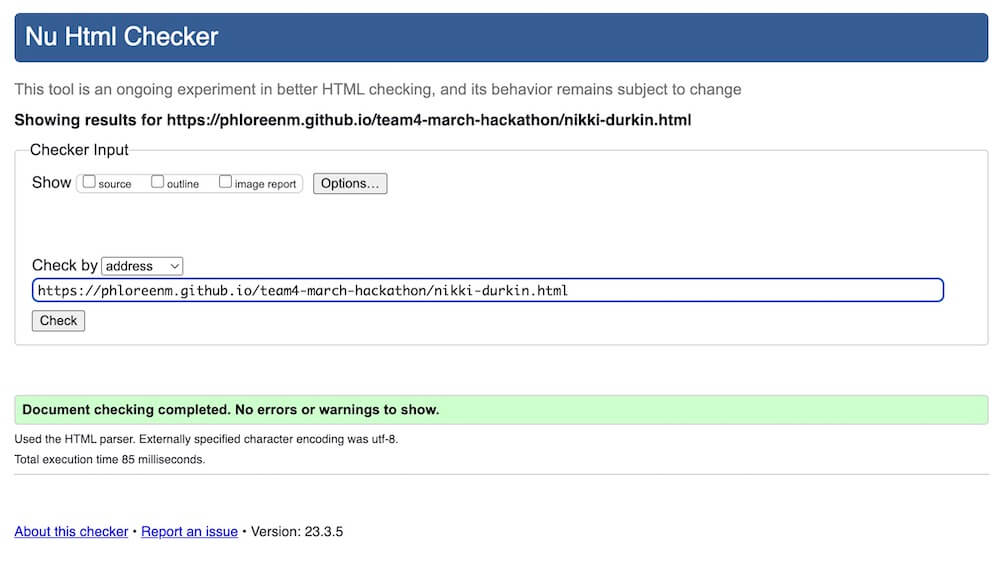 Nu Html Checker
This tool is an ongoing experiment in better HTML checking, and its behavior remains subject to change
Showing results for https://phloreenm.github.io/team4-march-hackathon/nikki-durkin.html
Checker Input
Show source outline image report Options...
Check by address
https://phloreenm.github.io/team4-march-hackathon/nikki-durkin.html
Check
Document checking completed. No errors or warnings to show.
Used the HTML parser. Externally specified character encoding was utf-8.
Total execution time 85 milliseconds.
About this checker • Report an issue • Version: 23.3.5